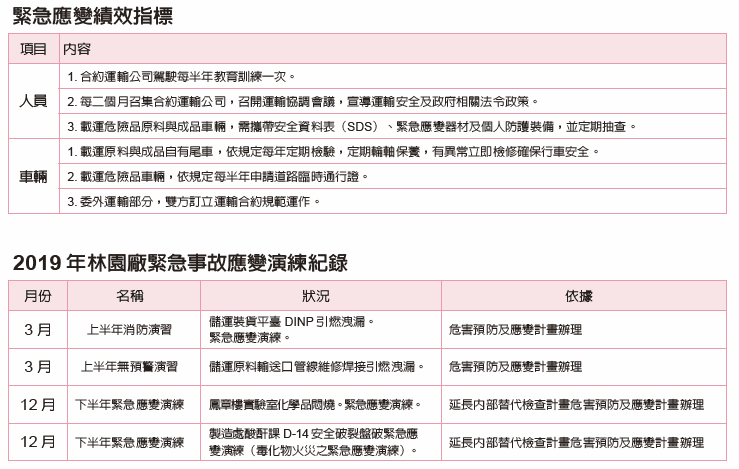 緊急應變績效指標
項目 內容
人員
1. 合約運輸公司駕駛每半年教育訓練一次。
2. 每二個月召集合約運輸公司，召開運輸協調會議，宣導運輸安全及政府相關法令政策。
3. 載運危險品原料與成品車輛，需攜帶安全資料表（SDS）、緊急應變器材及個人防護裝備，並定期抽查。
車輛
1. 載運原料與成品自有尾車，依規定每年定期檢驗，定期輪軸保養，有異常立即檢修確保行車安全。
2. 載運危險品車輛，依規定每半年申請道路臨時通行證。
3. 委外運輸部分，雙方訂立運輸合約規範運作。
2019 年林園廠緊急事故應變演練紀錄
月份 名稱 狀況 依據
3 月 上半年消防演習 儲運裝貨平臺 DINP 引燃洩漏。
緊急應變演練。 危害預防及應變計畫辦理
3 月 上半年無預警演習 儲運原料輸送口管線維修焊接引燃洩漏。 危害預防及應變計畫辦理
12 月 下半年緊急應變演練 鳳章樓實驗室化學品悶燒。緊急應變演練。 延長內部替代檢查計畫危害預防及應變計畫辦理
12 月 下半年緊急應變演練 製造處酸酐課 D-14 安全破裂盤破緊急應
變演練（毒化物火災之緊急應變演練）。 延長內部替代檢查計畫危害預防及應變計畫辦理